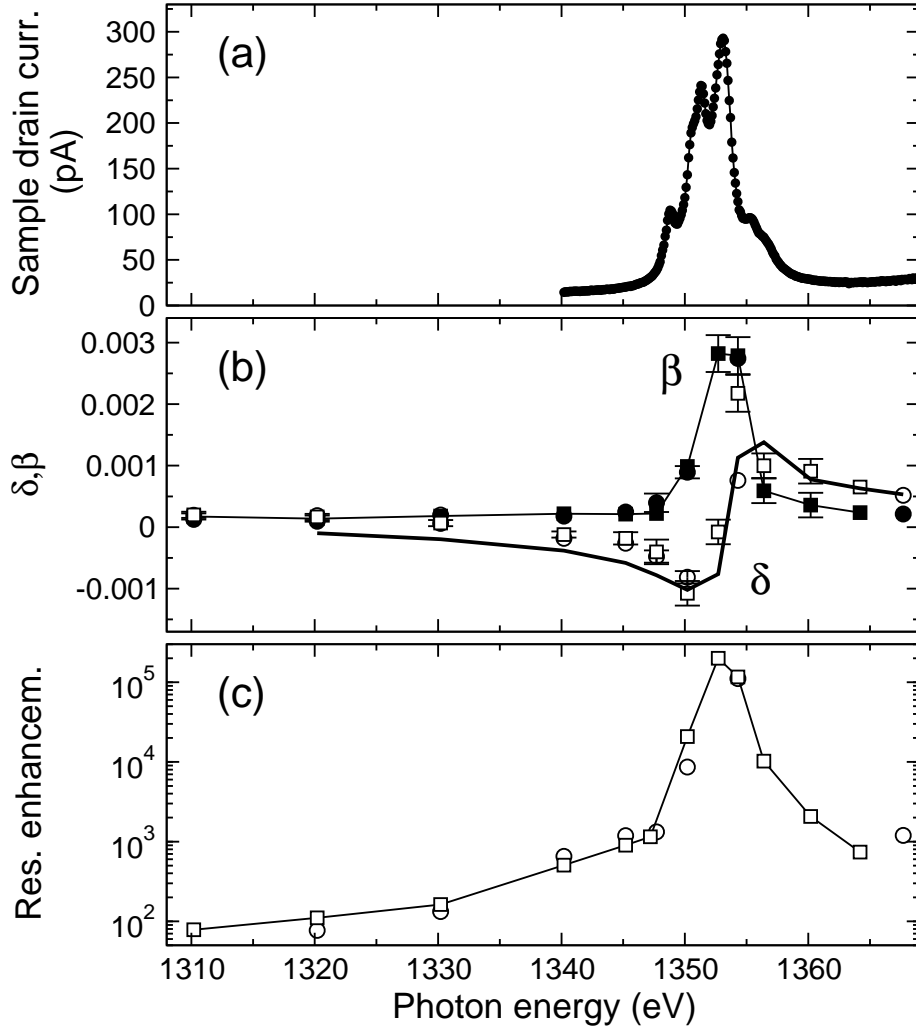 (a)
Sample drain curr.
(pA)
300
250
200
150
100
50
0
(b)
δ,β
0.003
0.002
0.001
0
-0.001
β
δ
(c)
Res. enhancem.
10^5
10^4
10^3
10^2
1310 1320 1330 1340 1350 1360
Photon energy (eV)